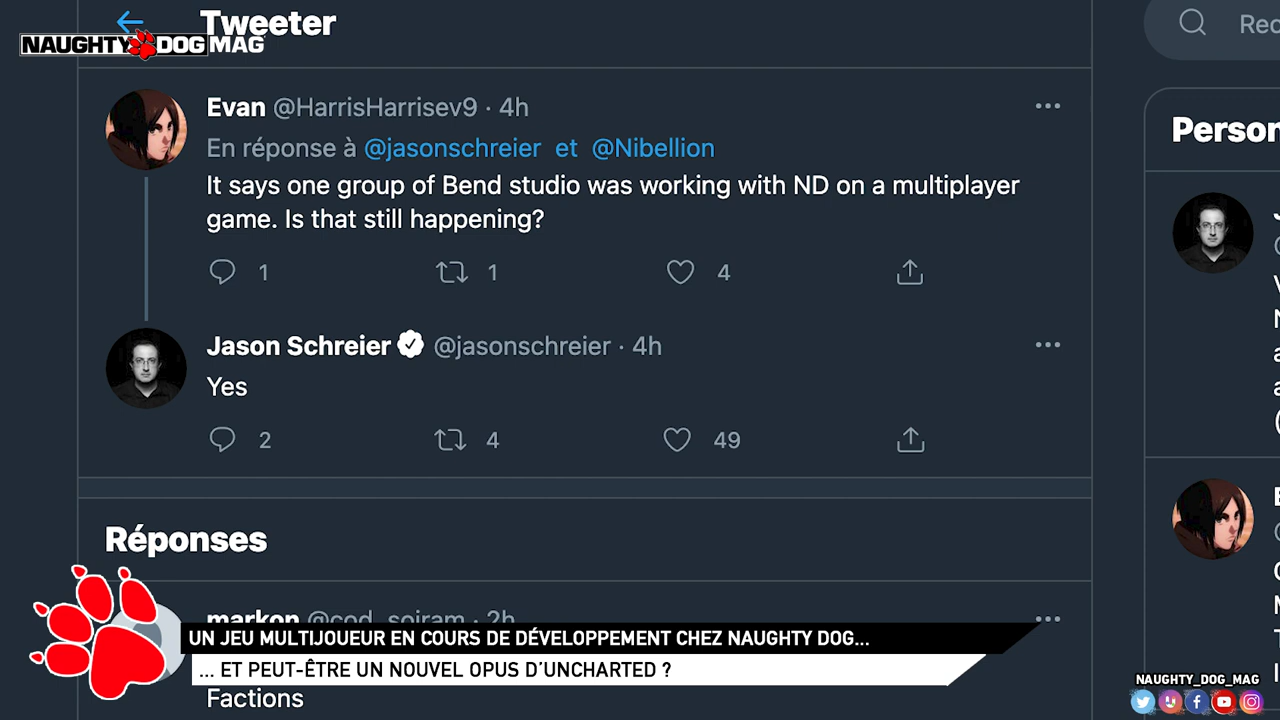 Tweeter
NAUGHTY DOG MAG
Rec
Evan @HarrisHarrisev9 · 4h
En réponse à @jasonschreier et @Nibellion
It says one group of Bend studio was working with ND on a multiplayer
game. Is that still happening?
1 1 4
Jason Schreier @jasonschreier · 4h
Yes
2 4 49
Réponses
markon @cod_soiram · 2h
UN JEU MULTIJOUEUR EN COURS DE DÉVELOPPEMENT CHEZ NAUGHTY DOG...
... ET PEUT-ÊTRE UN NOUVEL OPUS D'UNCHARTED ?
Factions
Person
NAUGHTY_DOG_MAG